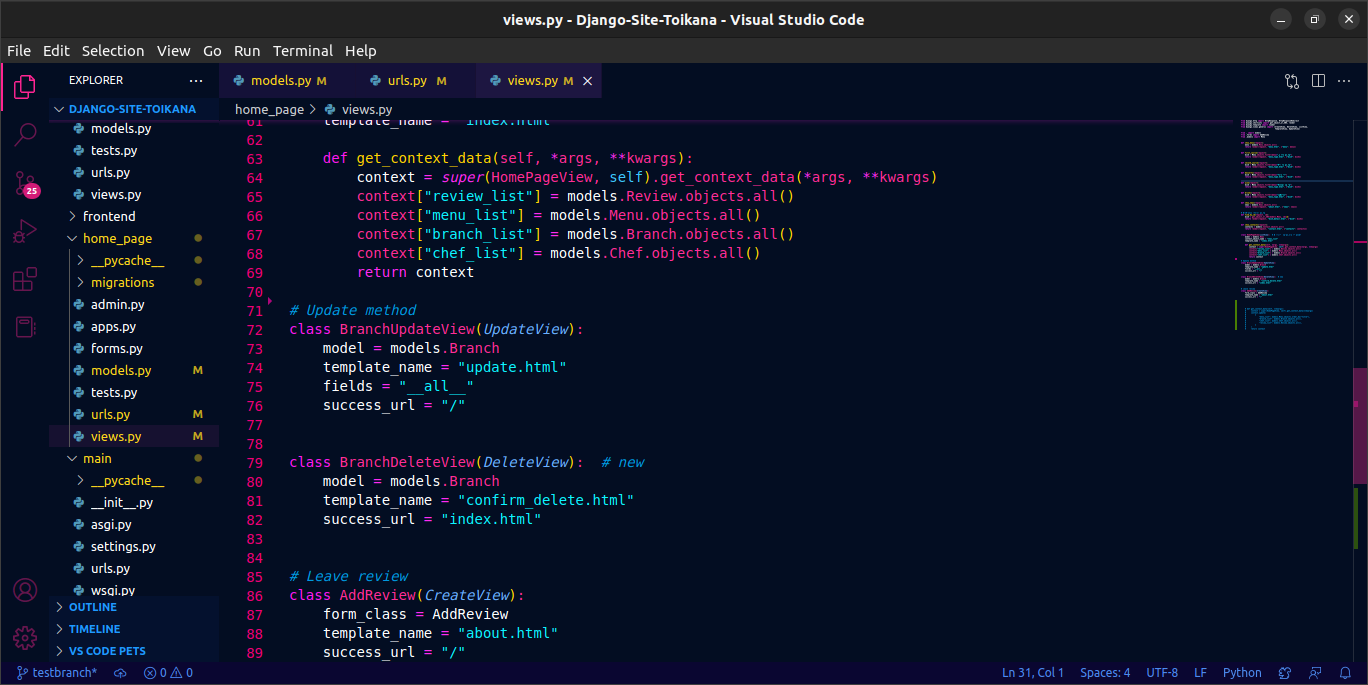 views.py - Django-Site-Toikana - Visual Studio Code
File Edit Selection View Go Run Terminal Help
EXPLORER
models.py M
urls.py M
views.py M
DJANGO-SITE-TOIKANA
home_page > views.py
models.py
tests.py
urls.py
views.py
frontend
home_page
__pycache__
migrations
admin.py
apps.py
forms.py
models.py M
tests.py
urls.py M
views.py M
main
__pycache__
__init__.py
asgi.py
settings.py
urls.py
wsgi.py
OUTLINE
TIMELINE
VS CODE PETS
25
61 template_name = "index.html"
62
63 def get_context_data(self, *args, **kwargs):
64 context = super(HomePageView, self).get_context_data(*args, **kwargs)
65 context["review_list"] = models.Review.objects.all()
66 context["menu_list"] = models.Menu.objects.all()
67 context["branch_list"] = models.Branch.objects.all()
68 context["chef_list"] = models.Chef.objects.all()
69 return context
70
71 # Update method
72 class BranchUpdateView(UpdateView):
73 model = models.Branch
74 template_name = "update.html"
75 fields = "__all__"
76 success_url = "/"
77
78
79 class BranchDeleteView(DeleteView):  # new
80 model = models.Branch
81 template_name = "confirm_delete.html"
82 success_url = "index.html"
83
84
85 # Leave review
86 class AddReview(CreateView):
87 form_class = AddReview
88 template_name = "about.html"
89 success_url = "/"
testbranch* 0 0 Ln 31, Col 1 Spaces: 4 UTF-8 LF Python